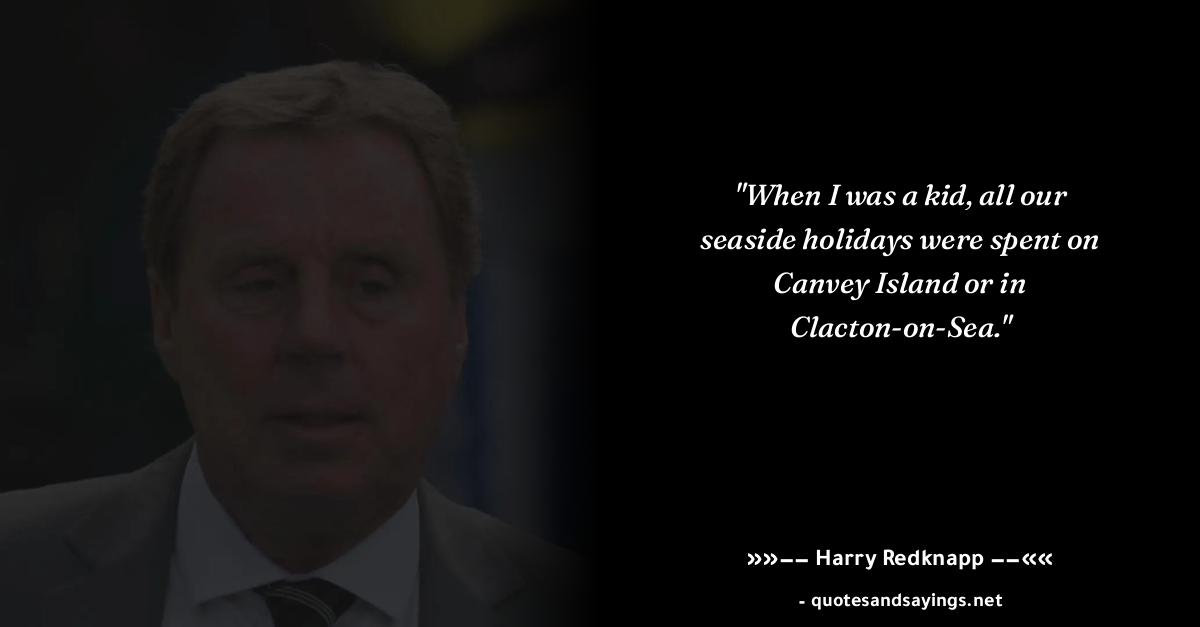 "When I was a kid, all our
seaside holidays were spent on
Canvey Island or in
Clacton-on-Sea."
»»−− Harry Redknapp −−««
- quotesandsayings.net